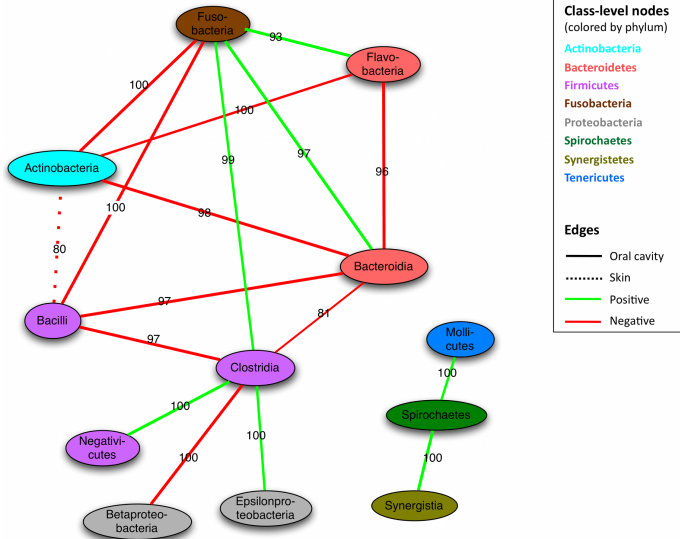 Fuso-
bacteria
93
Flavo-
bacteria
100
100
99
97
96
Actinobacteria
100
98
80
Bacteroidia
97
Bacilli
97
81
Clostridia
Molli-
cutes
100
100
Spirochaetes
100
Negativi-
cutes
100
100
Synergistia
Epsilonpro-
teobacteria
Betaproteo-
bacteria
Class-level nodes
(colored by phylum)
Actinobacteria
Bacteroidetes
Firmicutes
Fusobacteria
Proteobacteria
Spirochaetes
Synergistetes
Tenericutes
Edges
Oral cavity
Skin
Positive
Negative